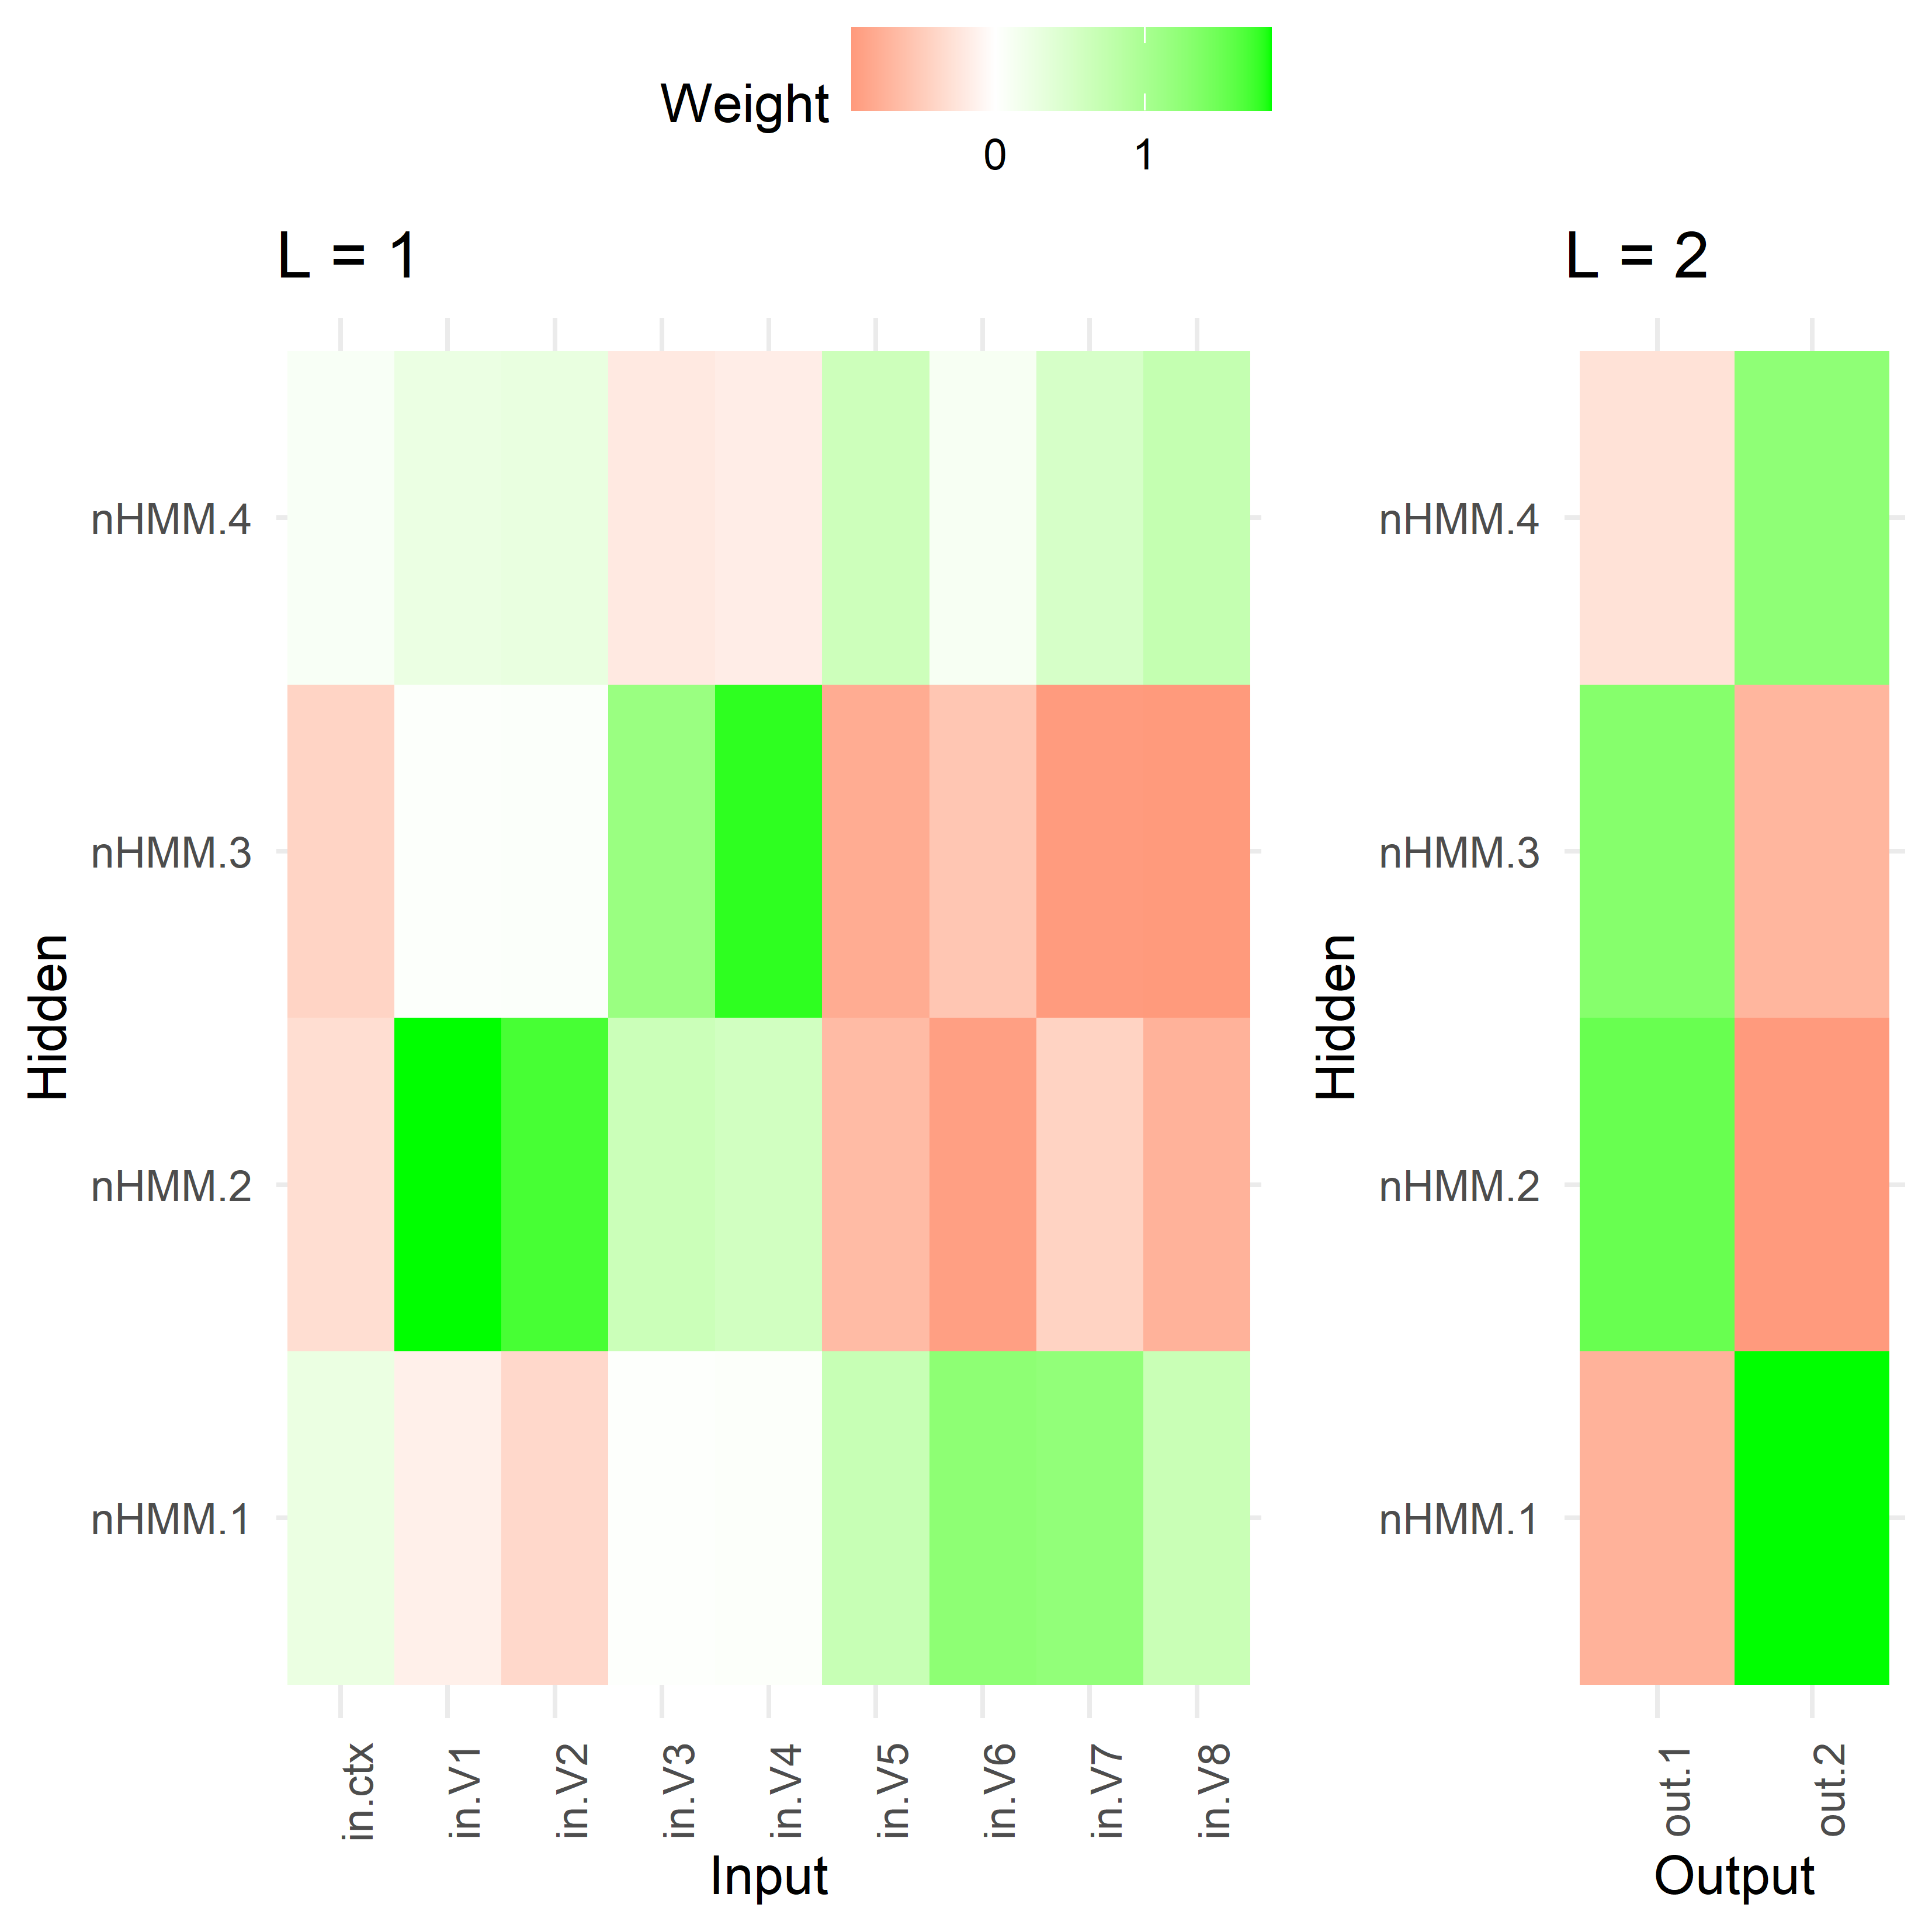 Weight
0 1
L = 1
L = 2
Hidden
nHMM.4
nHMM.3
nHMM.2
nHMM.1
in.ctx
in.V1
in.V2
in.V3
in.V4
in.V5
in.V6
in.V7
in.V8
Input
Hidden
nHMM.4
nHMM.3
nHMM.2
nHMM.1
out.1
out.2
Output